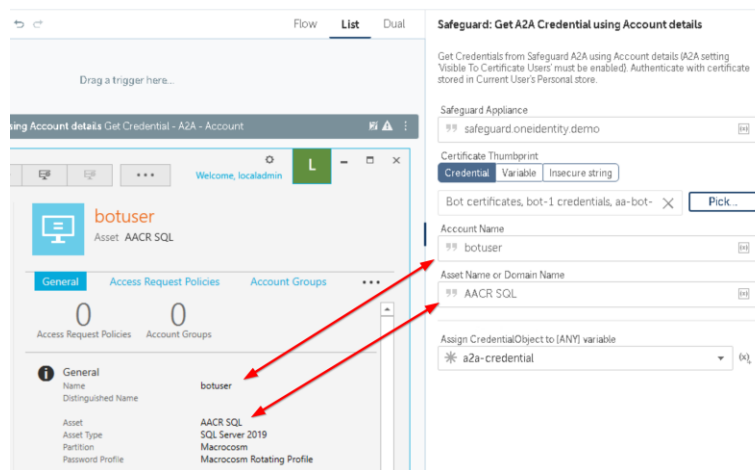 Flow List Dual
Drag a trigger here...
ing Account details Get Credential - A2A - Account
Welcome, localadmin
L
botuser
Asset AACR SQL
General Access Request Policies Account Groups
0 0
Access Request Policies Account Groups
General
Name botuser
Distinguished Name
Asset AACR SQL
Asset Type SQL Server 2019
Partition Macrocosm
Password Profile Macrocosm Rotating Profile
Safeguard: Get A2A Credential using Account details
Get Credentials from Safeguard A2A using Account details (A2A setting
'Visible To Certificate Users' must be enabled). Authenticate with certificate
stored in Current User's Personal store.
Safeguard Appliance
safeguard.oneidentity.demo
Certificate Thumbprint
Credential Variable Insecure string
Bot certificates, bot-1 credentials, aa-bot- Pick...
Account Name
botuser
Asset Name or Domain Name
AACR SQL
Assign CredentialObject to [ANY] variable
a2a-credential (x)